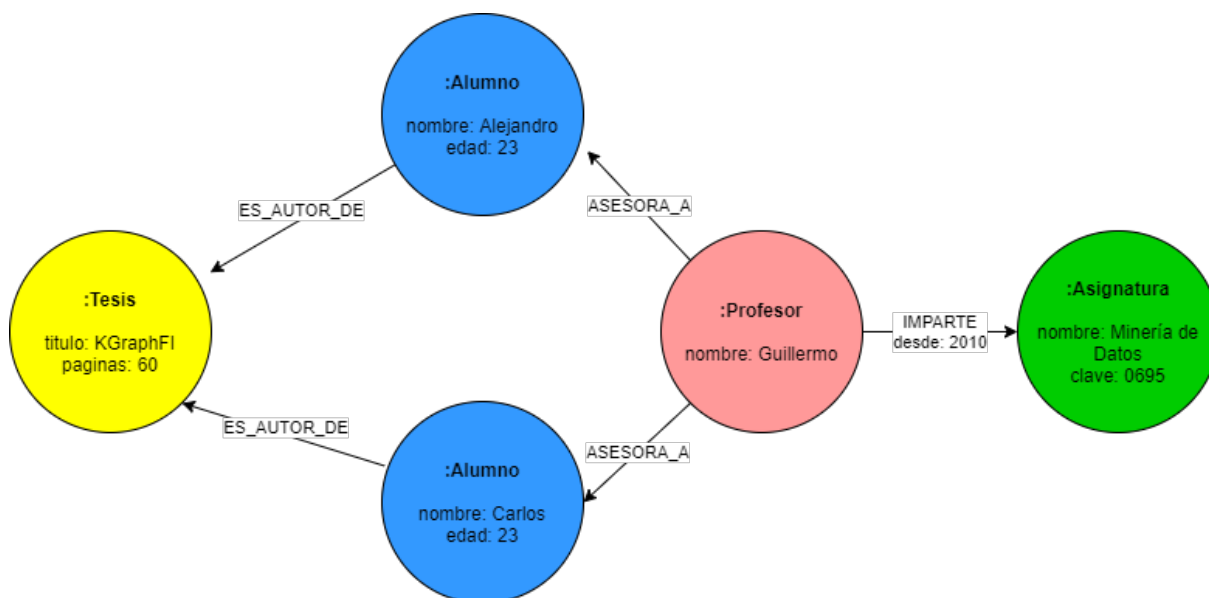 :Alumno
nombre: Alejandro
edad: 23
ES_AUTOR_DE
ASESORA_A
:Tesis
titulo: KGraphFI
paginas: 60
:Profesor
nombre: Guillermo
IMPARTE
desde: 2010
:Asignatura
nombre: Minería de
Datos
clave: 0695
ES_AUTOR_DE
ASESORA_A
:Alumno
nombre: Carlos
edad: 23